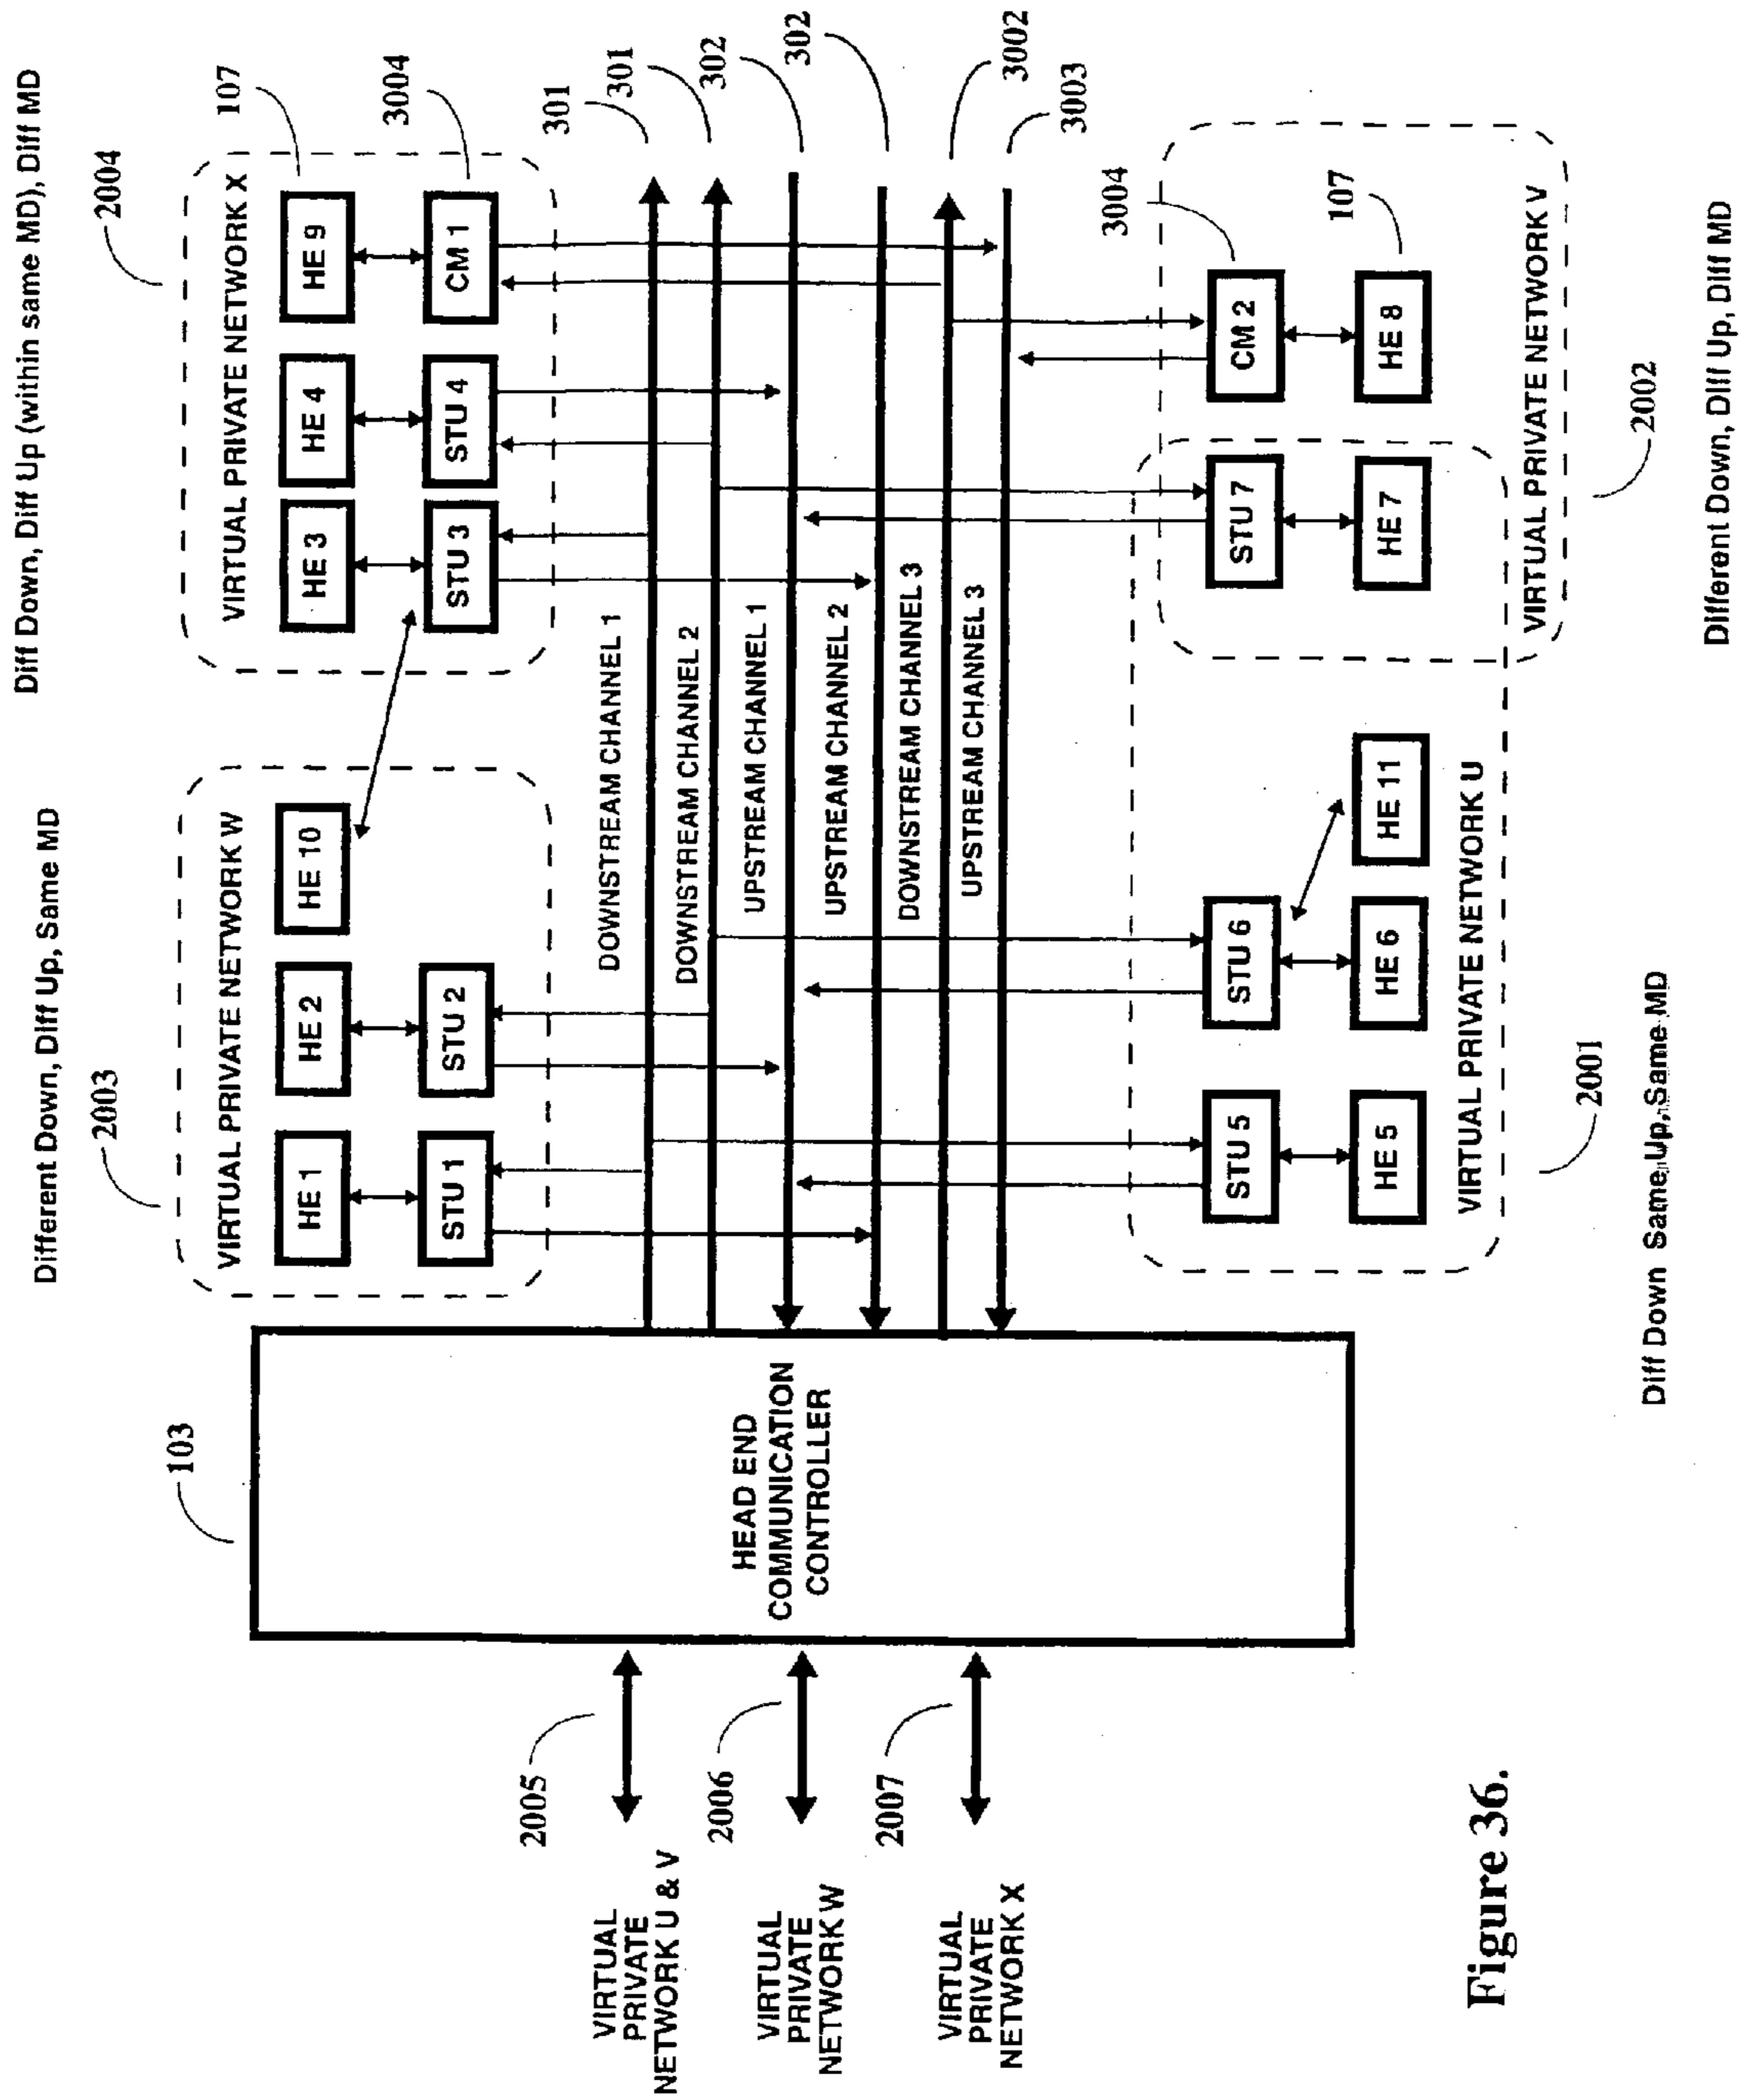 Different Down, Diff Up, Same MD
Diff Down, Diff Up (within same MD), Diff MD
2003
2004
VIRTUAL PRIVATE NETWORK W
VIRTUAL PRIVATE NETWORK X
107
3004
HE 1
HE 2
HE 10
HE 3
HE 4
HE 9
STU 1
STU 2
STU 3
STU 4
CM 1
103
301
301
302
302
3002
3003
DOWNSTREAM CHANNEL 1
DOWNSTREAM CHANNEL 2
UPSTREAM CHANNEL 1
UPSTREAM CHANNEL 2
DOWNSTREAM CHANNEL 3
UPSTREAM CHANNEL 3
HEAD END
COMMUNICATION
CONTROLLER
2005
VIRTUAL
PRIVATE
NETWORK U & V
2006
VIRTUAL
PRIVATE
NETWORK W
2007
VIRTUAL
PRIVATE
NETWORK X
3004
107
STU 5
STU 6
STU 7
CM 2
HE 5
HE 6
HE 11
HE 7
HE 8
VIRTUAL PRIVATE NETWORK U
VIRTUAL PRIVATE NETWORK V
2001
2002
Diff Down Same Up, Same MD
Different Down, Diff Up, Diff MD
Figure 36.